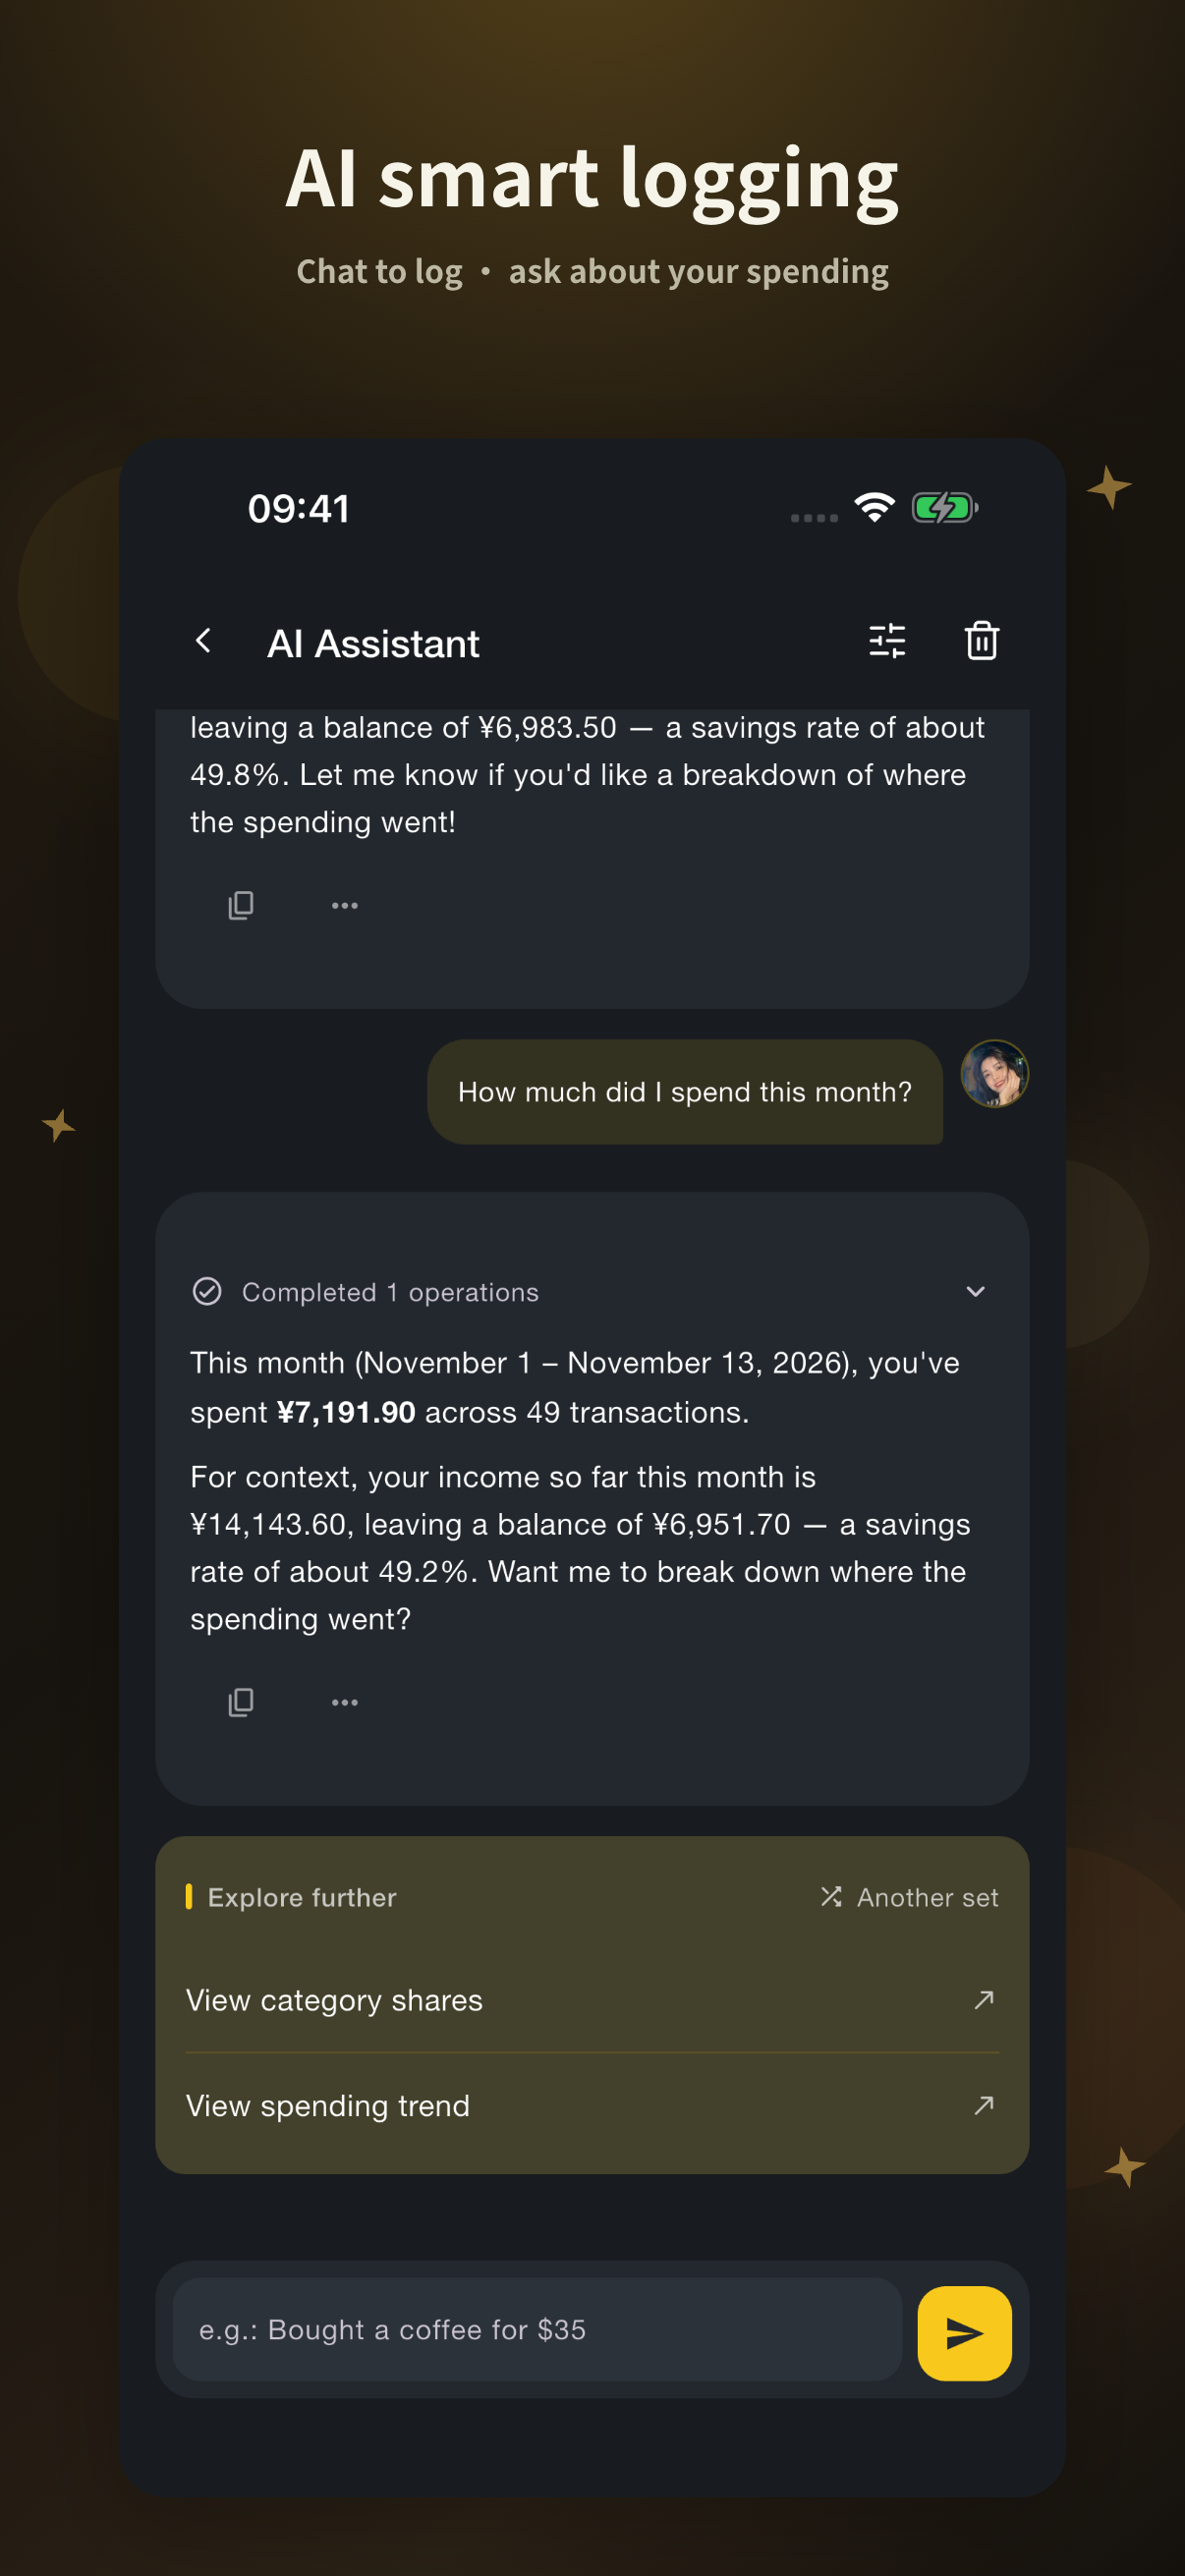 AI smart logging
Chat to log • ask about your spending
09:41
AI Assistant
leaving a balance of ¥6,983.50 — a savings rate of about
49.8%. Let me know if you'd like a breakdown of where
the spending went!
How much did I spend this month?
Completed 1 operations
This month (November 1 – November 13, 2026), you've
spent ¥7,191.90 across 49 transactions.
For context, your income so far this month is
¥14,143.60, leaving a balance of ¥6,951.70 — a savings
rate of about 49.2%. Want me to break down where the
spending went?
Explore further
Another set
View category shares
View spending trend
e.g.: Bought a coffee for $35